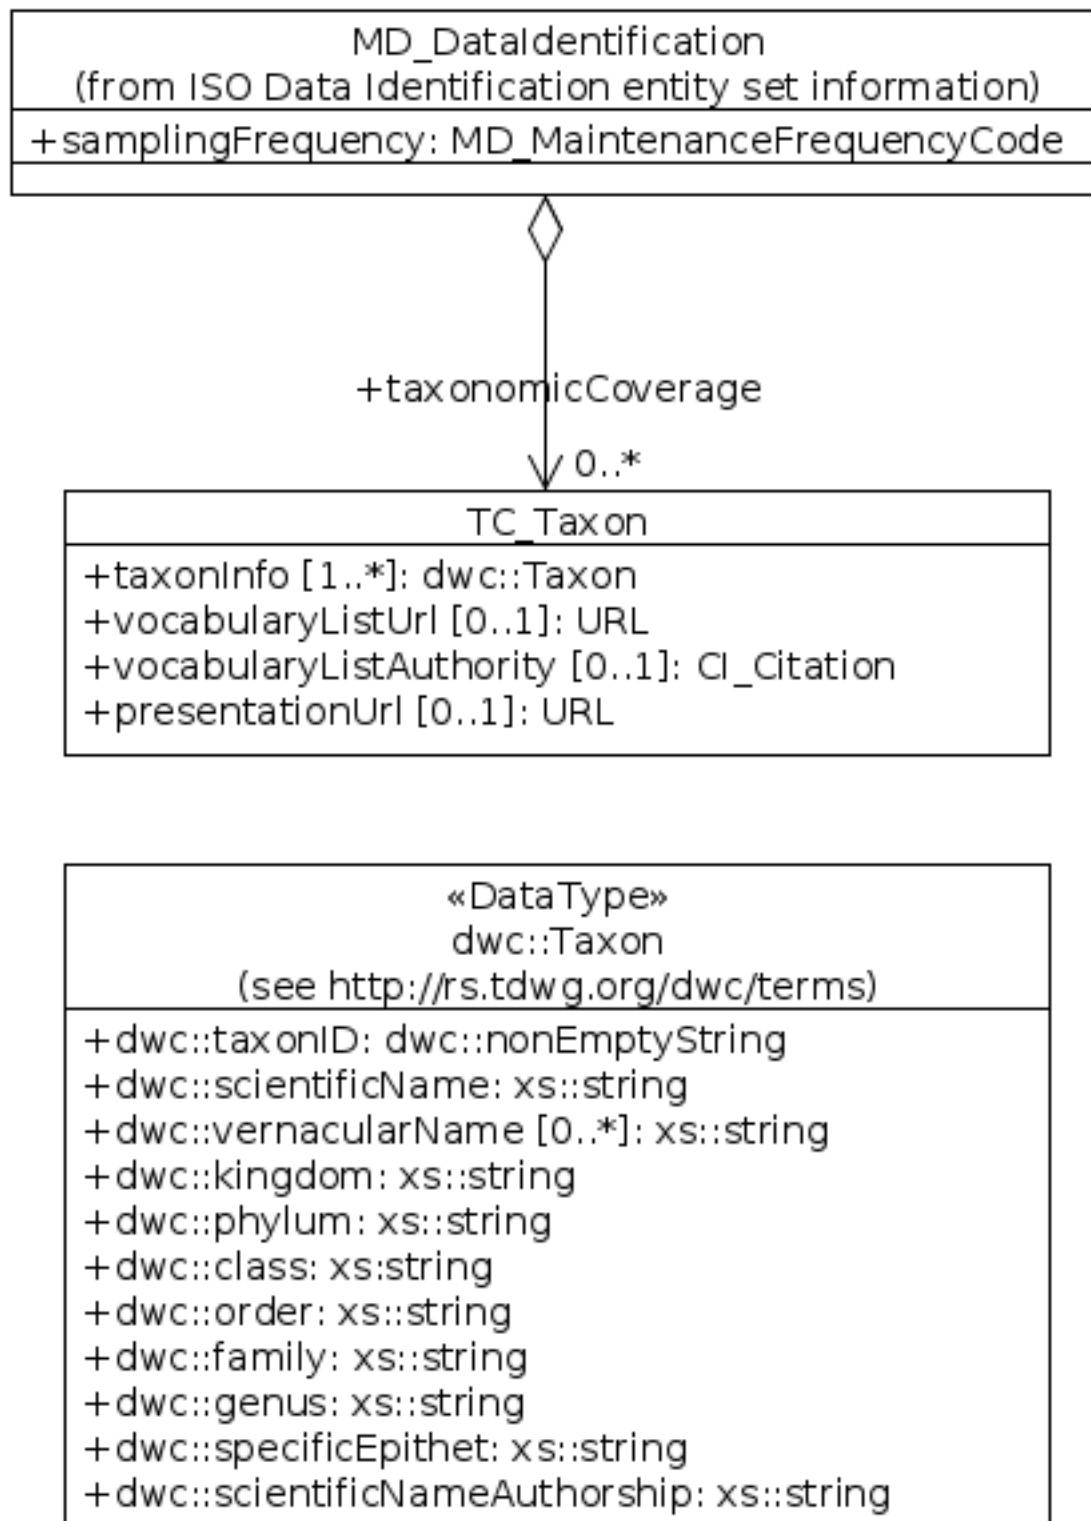 MD_DataIdentification
(from ISO Data Identification entity set information)
+samplingFrequency: MD_MaintenanceFrequencyCode
+taxonomicCoverage
0..*
TC_Taxon
+taxonInfo [1..*]: dwc::Taxon
+vocabularyListUrl [0..1]: URL
+vocabularyListAuthority [0..1]: CI_Citation
+presentationUrl [0..1]: URL
«DataType»
dwc::Taxon
(see http://rs.tdwg.org/dwc/terms)
+dwc::taxonID: dwc::nonEmptyString
+dwc::scientificName: xs::string
+dwc::vernacularName [0..*]: xs::string
+dwc::kingdom: xs::string
+dwc::phylum: xs::string
+dwc::class: xs:string
+dwc::order: xs::string
+dwc::family: xs::string
+dwc::genus: xs::string
+dwc::specificEpithet: xs::string
+dwc::scientificNameAuthorship: xs::string